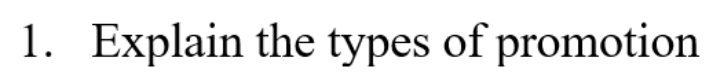 1. Explain the types of promotion